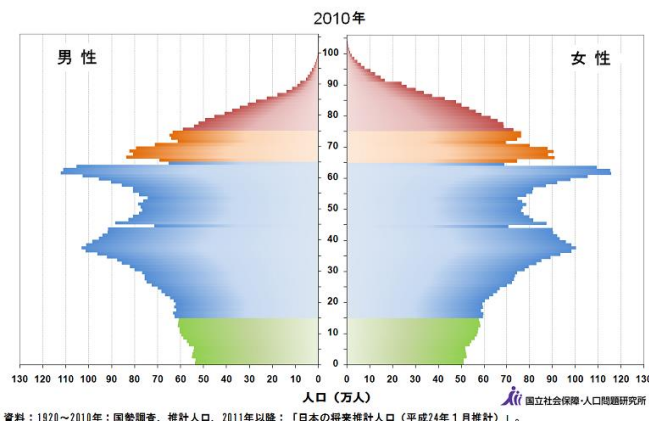 2010年
男 性
女 性
100
90
80
70
60
50
40
30
20
10
0
130 120 110 100 90 80 70 60 50 40 30 20 10 0
0 10 20 30 40 50 60 70 80 90 100 110 120 130
人口（万人）
国立社会保障・人口問題研究所
資料：1920～2010年：国勢調査、推計人口、2011年以降：「日本の将来推計人口（平成24年1月推計）」。